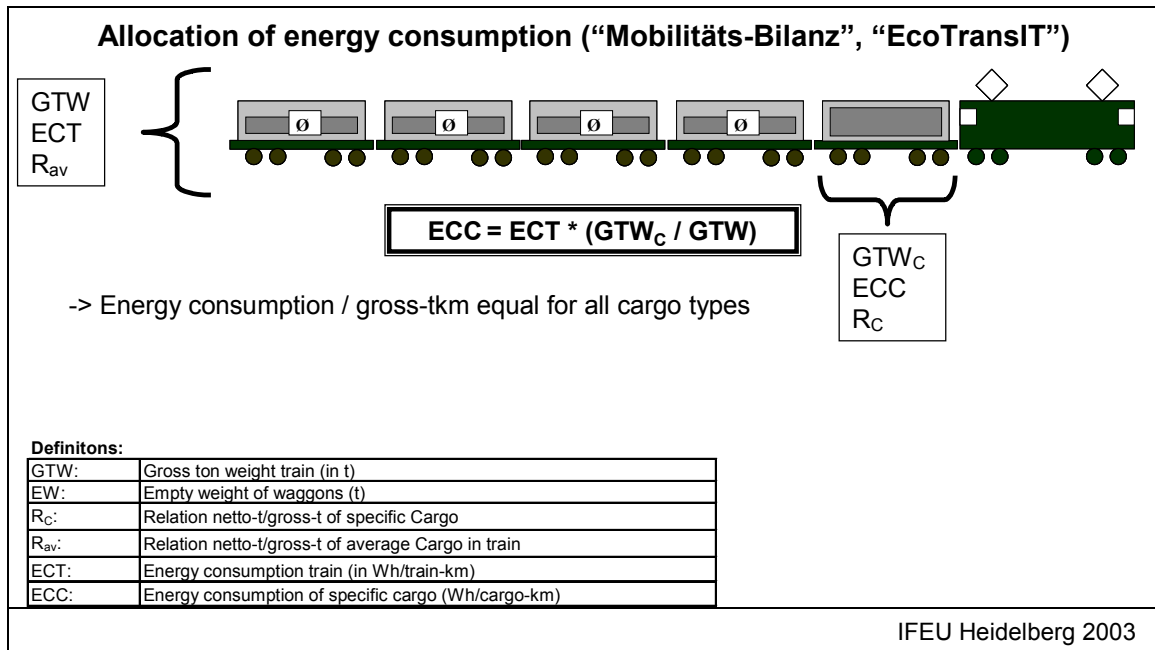 Allocation of energy consumption (“Mobilitäts-Bilanz”, “EcoTransIT”)
GTW
ECT
Rav
Ø Ø Ø Ø
ECC = ECT * (GTWC / GTW)
GTWC
ECC
RC
-> Energy consumption / gross-tkm equal for all cargo types
Definitons:
GTW: Gross ton weight train (in t)
EW: Empty weight of waggons (t)
RC: Relation netto-t/gross-t of specific Cargo
Rav: Relation netto-t/gross-t of average Cargo in train
ECT: Energy consumption train (in Wh/train-km)
ECC: Energy consumption of specific cargo (Wh/cargo-km)
IFEU Heidelberg 2003